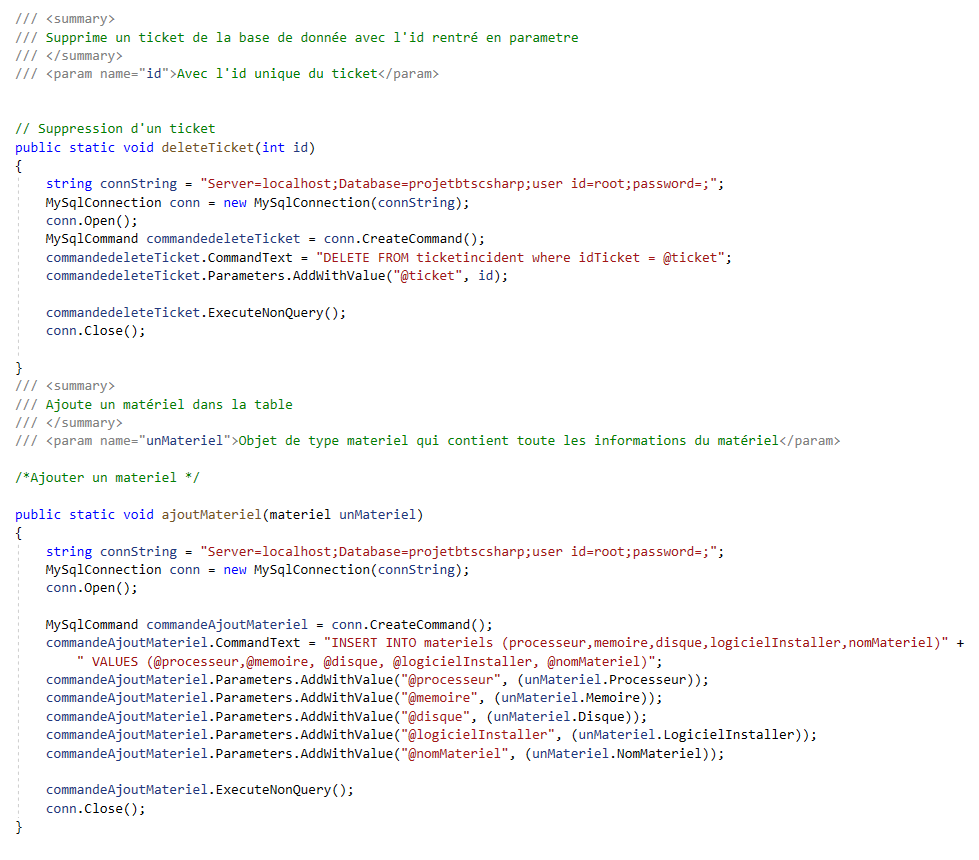 /// <summary>
/// Supprime un ticket de la base de donnée avec l'id rentré en parametre
/// </summary>
/// <param name="id">Avec l'id unique du ticket</param>
// Suppression d'un ticket
public static void deleteTicket(int id)
{
string connString = "Server=localhost;Database=projetbtscsharp;user id=root;password=;";
MySqlConnection conn = new MySqlConnection(connString);
conn.Open();
MySqlCommand commandedeleteTicket = conn.CreateCommand();
commandedeleteTicket.CommandText = "DELETE FROM ticketincident where idTicket = @ticket";
commandedeleteTicket.Parameters.AddWithValue("@ticket", id);
commandedeleteTicket.ExecuteNonQuery();
conn.Close();
}
/// <summary>
/// Ajoute un matériel dans la table
/// </summary>
/// <param name="unMateriel">Objet de type materiel qui contient toute les informations du matériel</param>
/*Ajouter un materiel */
public static void ajoutMateriel(materiel unMateriel)
{
string connString = "Server=localhost;Database=projetbtscsharp;user id=root;password=;";
MySqlConnection conn = new MySqlConnection(connString);
conn.Open();
MySqlCommand commandeAjoutMateriel = conn.CreateCommand();
commandeAjoutMateriel.CommandText = "INSERT INTO materiels (processeur,memoire,disque,logicielInstaller,nomMateriel)" +
" VALUES (@processeur,@memoire, @disque, @logicielInstaller, @nomMateriel)";
commandeAjoutMateriel.Parameters.AddWithValue("@processeur", (unMateriel.Processeur));
commandeAjoutMateriel.Parameters.AddWithValue("@memoire", (unMateriel.Memoire));
commandeAjoutMateriel.Parameters.AddWithValue("@disque", (unMateriel.Disque));
commandeAjoutMateriel.Parameters.AddWithValue("@logicielInstaller", (unMateriel.LogicielInstaller));
commandeAjoutMateriel.Parameters.AddWithValue("@nomMateriel", (unMateriel.NomMateriel));
commandeAjoutMateriel.ExecuteNonQuery();
conn.Close();
}